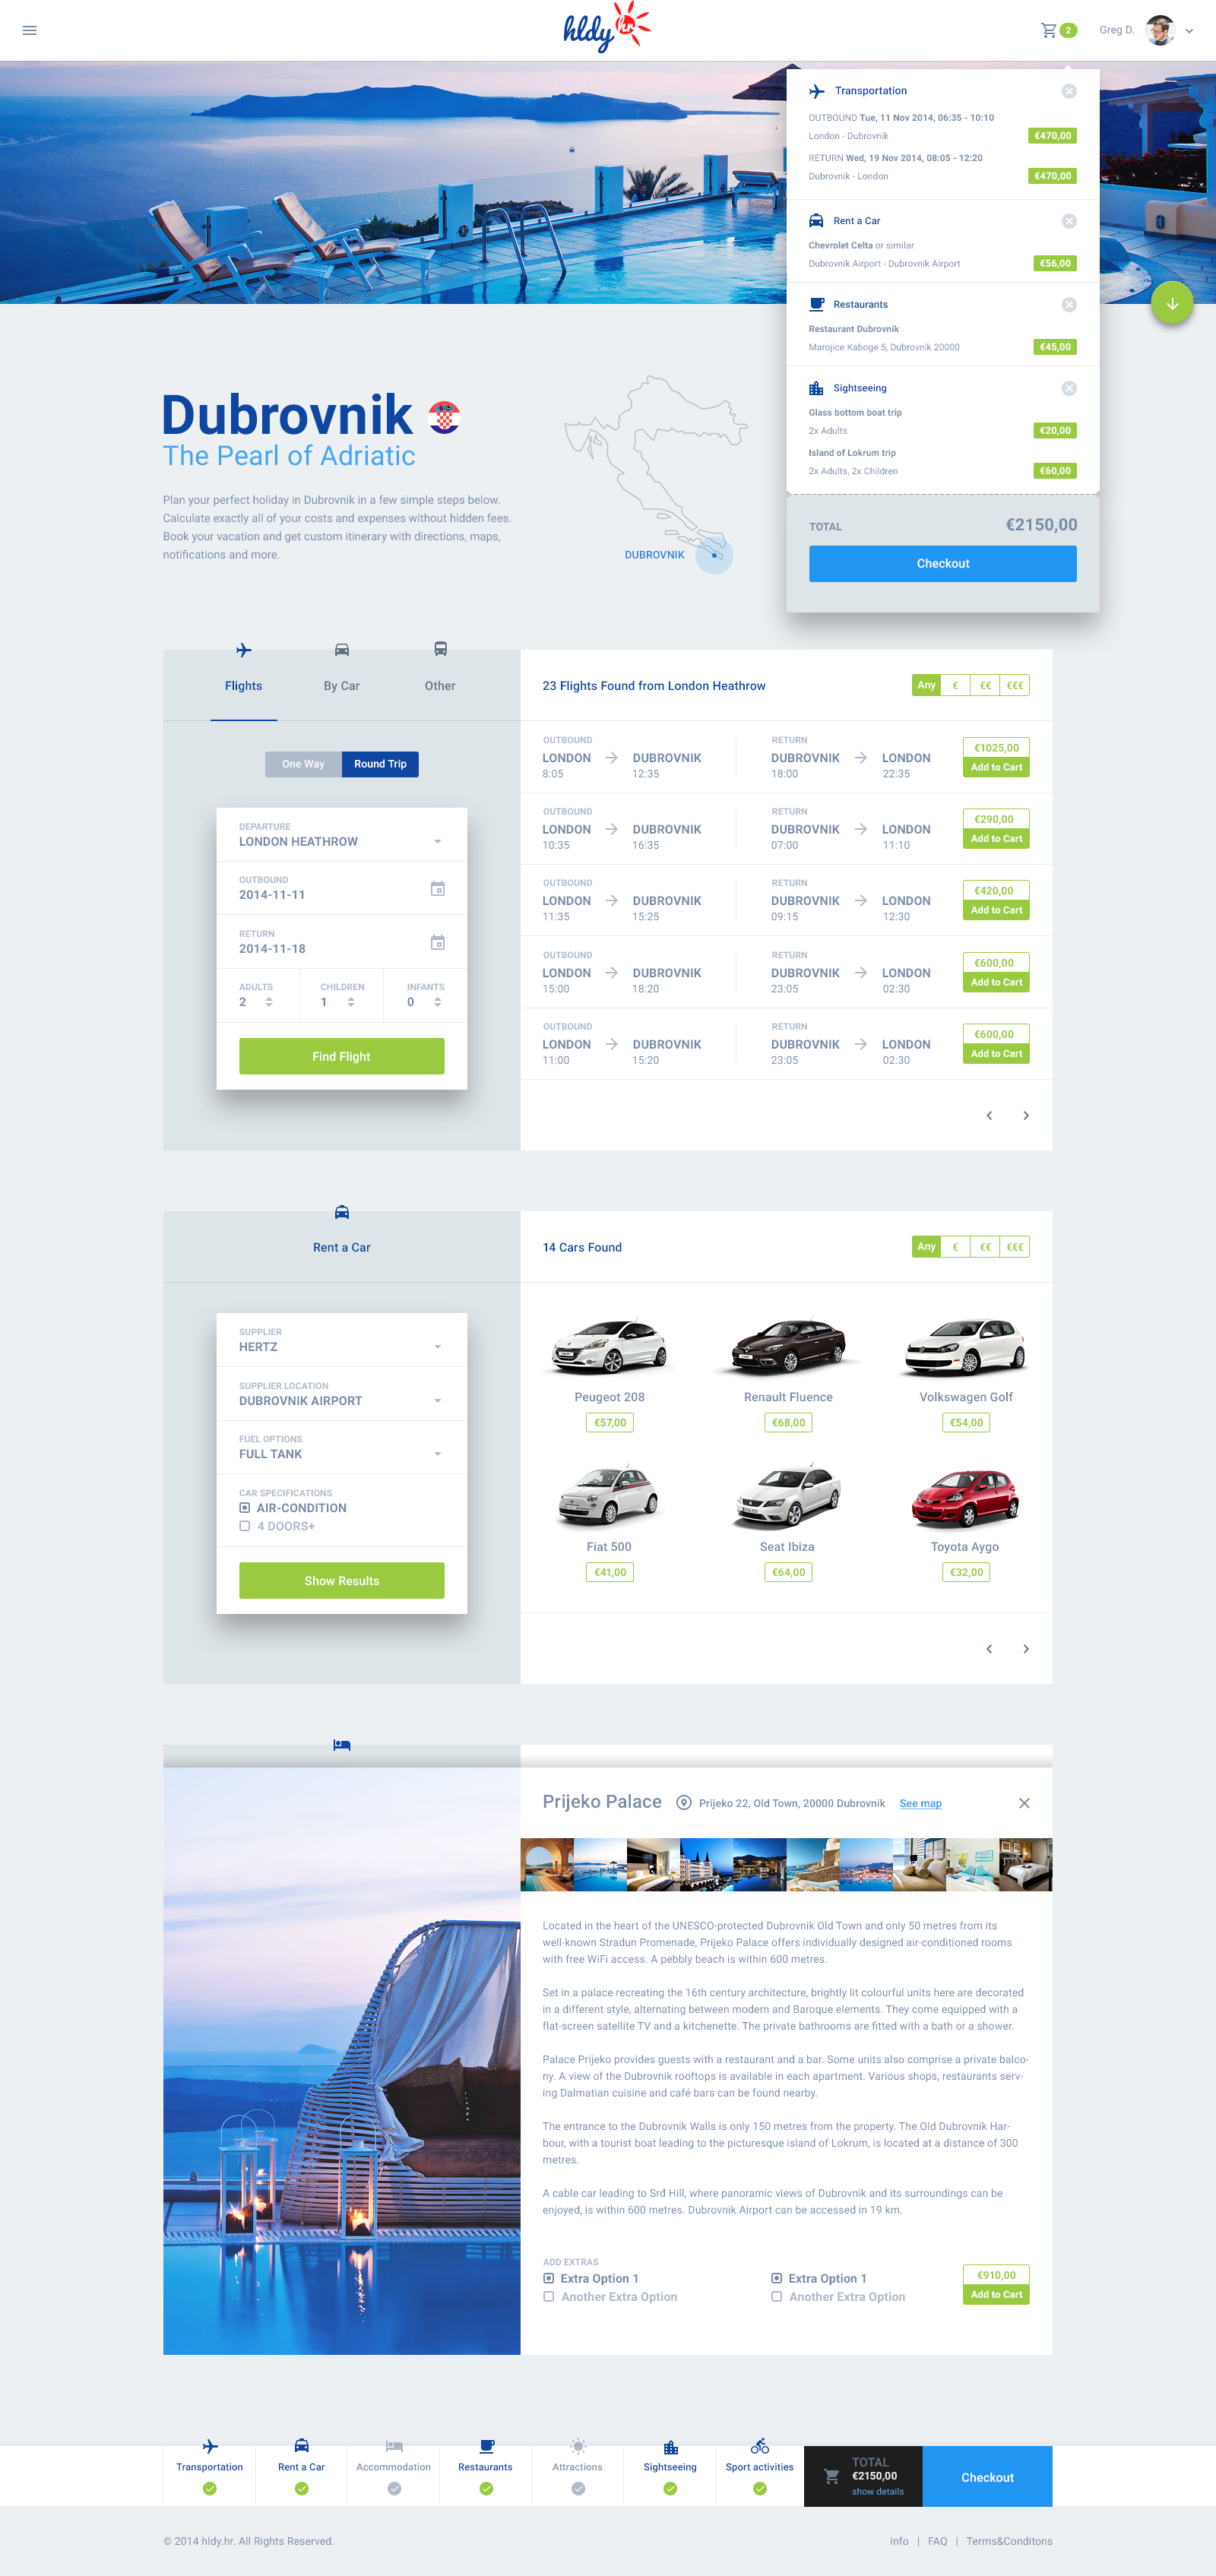 hldy.hr
2
Greg D.
Transportation
OUTBOUND Tue, 11 Nov 2014, 06:35 - 10:10
London - Dubrovnik
€470,00
RETURN Wed, 19 Nov 2014, 08:05 - 12:20
Dubrovnik - London
€470,00
Rent a Car
Chevrolet Celta or similar
Dubrovnik Airport - Dubrovnik Airport
€56,00
Restaurants
Restaurant Dubrovnik
Marojice Kaboge 5, Dubrovnik 20000
€45,00
Sightseeing
Glass bottom boat trip
2x Adults
€20,00
Island of Lokrum trip
2x Adults, 2x Children
€60,00
TOTAL
€2150,00
Checkout
Dubrovnik
The Pearl of Adriatic
Plan your perfect holiday in Dubrovnik in a few simple steps below.
Calculate exactly all of your costs and expenses without hidden fees.
Book your vacation and get custom itinerary with directions, maps,
notifications and more.
DUBROVNIK
Flights
By Car
Other
One Way
Round Trip
DEPARTURE
LONDON HEATHROW
OUTBOUND
2014-11-11
RETURN
2014-11-18
ADULTS CHILDREN INFANTS
2 1 0
Find Flight
23 Flights Found from London Heathrow
Any € €€ €€€
OUTBOUND RETURN
LONDON DUBROVNIK DUBROVNIK LONDON
8:05 12:35 18:00 22:35
€1025,00
Add to Cart
OUTBOUND RETURN
LONDON DUBROVNIK DUBROVNIK LONDON
10:35 16:35 07:00 11:10
€290,00
Add to Cart
OUTBOUND RETURN
LONDON DUBROVNIK DUBROVNIK LONDON
11:35 15:25 09:15 12:30
€420,00
Add to Cart
OUTBOUND RETURN
LONDON DUBROVNIK DUBROVNIK LONDON
15:00 18:20 23:05 02:30
€600,00
Add to Cart
OUTBOUND RETURN
LONDON DUBROVNIK DUBROVNIK LONDON
11:00 15:20 23:05 02:30
€600,00
Add to Cart
Rent a Car
SUPPLIER
HERTZ
SUPPLIER LOCATION
DUBROVNIK AIRPORT
FUEL OPTIONS
FULL TANK
CAR SPECIFICATIONS
AIR-CONDITION
4 DOORS+
Show Results
14 Cars Found
Any € €€ €€€
Peugeot 208 Renault Fluence Volkswagen Golf
€57,00 €68,00 €54,00
Fiat 500 Seat Ibiza Toyota Aygo
€41,00 €64,00 €32,00
Prijeko Palace
Prijeko 22, Old Town, 20000 Dubrovnik
See map
Located in the heart of the UNESCO-protected Dubrovnik Old Town and only 50 metres from its
well-known Stradun Promenade, Prijeko Palace offers individually designed air-conditioned rooms
with free WiFi access. A pebbly beach is within 600 metres.
Set in a palace recreating the 16th century architecture, brightly lit colourful units here are decorated
in a different style, alternating between modern and Baroque elements. They come equipped with a
flat-screen satellite TV and a kitchenette. The private bathrooms are fitted with a bath or a shower.
Palace Prijeko provides guests with a restaurant and a bar. Some units also comprise a private balco-
ny. A view of the Dubrovnik rooftops is available in each apartment. Various shops, restaurants serv-
ing Dalmatian cuisine and café bars can be found nearby.
The entrance to the Dubrovnik Walls is only 150 metres from the property. The Old Dubrovnik Har-
bour, with a tourist boat leading to the picturesque island of Lokrum, is located at a distance of 300
metres.
A cable car leading to Srđ Hill, where panoramic views of Dubrovnik and its surroundings can be
enjoyed, is within 600 metres. Dubrovnik Airport can be accessed in 19 km.
ADD EXTRAS
Extra Option 1 Extra Option 1
Another Extra Option Another Extra Option
€910,00
Add to Cart
Transportation
Rent a Car
Accommodation
Restaurants
Attractions
Sightseeing
Sport activities
TOTAL
€2150,00
show details
Checkout
© 2014 hldy.hr. All Rights Reserved.
Info | FAQ | Terms&Conditons